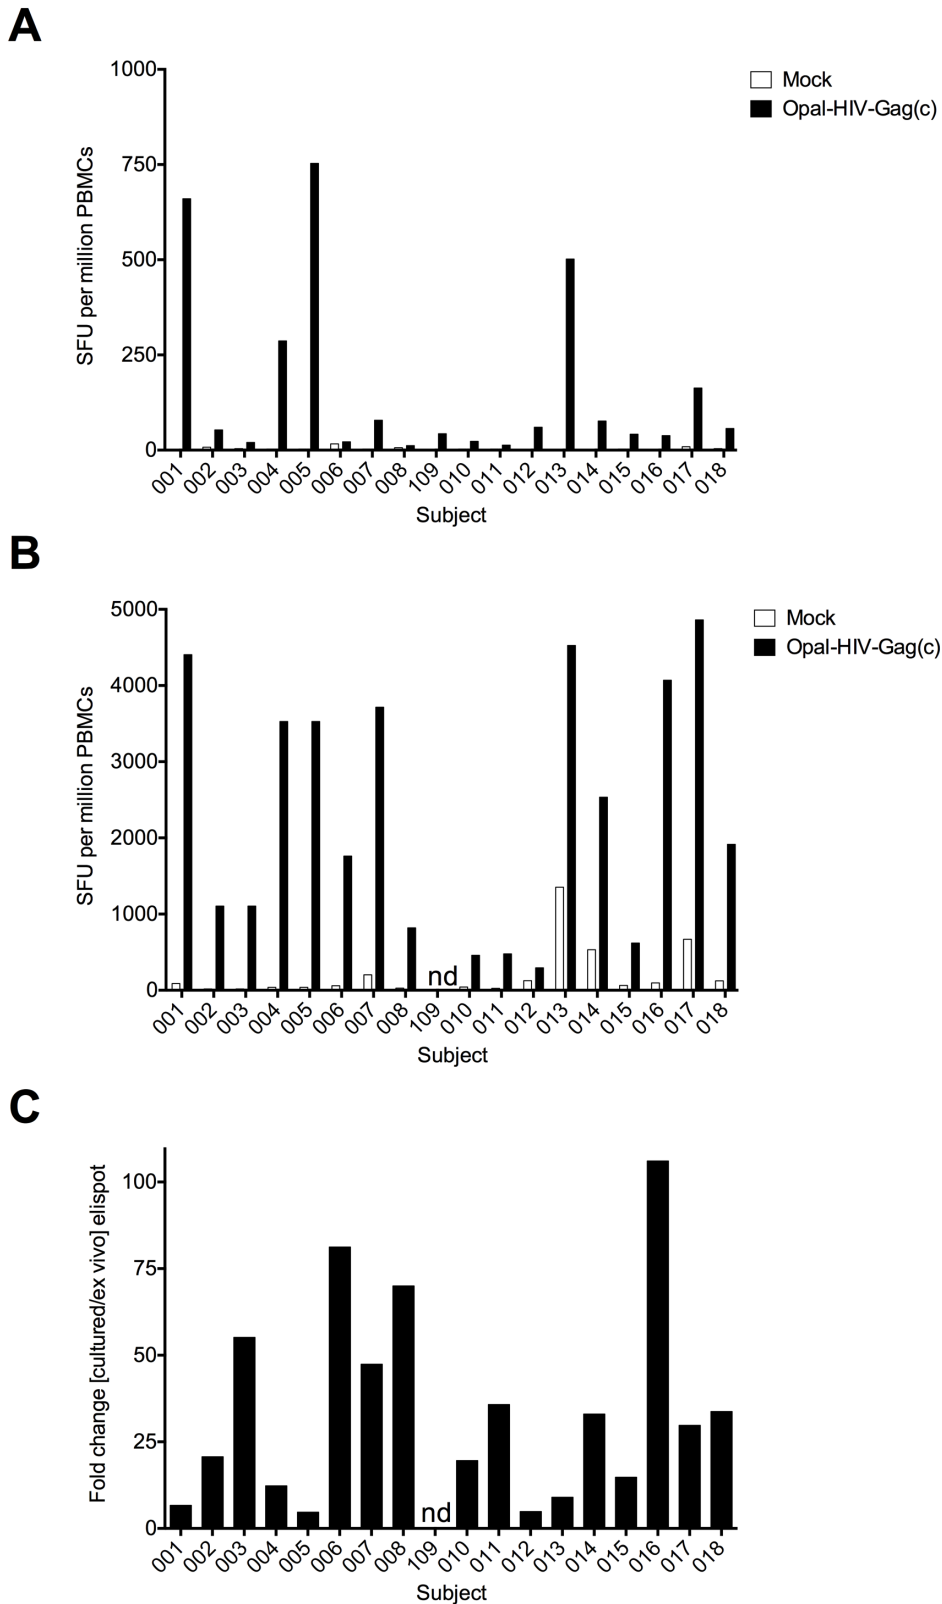 A
1000
750
500
250
0
SFU per million PBMCs
Mock
Opal-HIV-Gag(c)
001 002 003 004 005 006 007 008 109 010 011 012 013 014 015 016 017 018
Subject
B
5000
4000
3000
2000
1000
0
SFU per million PBMCs
Mock
Opal-HIV-Gag(c)
nd
001 002 003 004 005 006 007 008 109 010 011 012 013 014 015 016 017 018
Subject
C
100
75
50
25
0
Fold change [cultured/ex vivo] elispot
nd
001 002 003 004 005 006 007 008 109 010 011 012 013 014 015 016 017 018
Subject